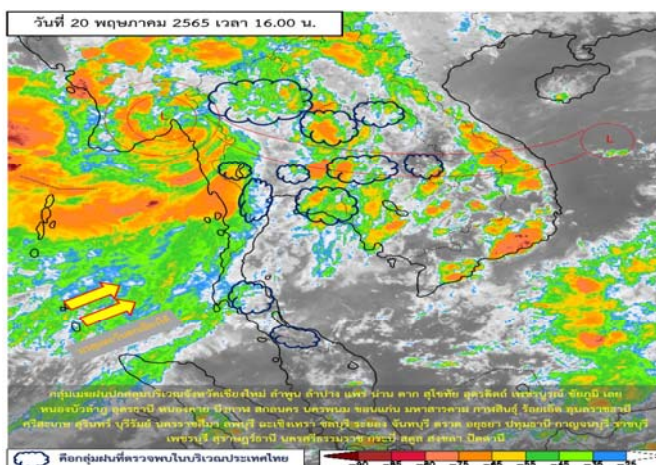 วันที่ 20 พฤษภาคม 2565 เวลา 16.00 น.
L
L
กลุ่มเมฆฝนปกคลุมบริเวณจังหวัดเชียงใหม่ ลำพูน ลำปาง แพร่ น่าน ตาก สุโขทัย อุตรดิตถ์ เพชรบูรณ์ ชัยภูมิ เลย
หนองบัวลำภู อุดรธานี หนองคาย บึงกาฬ สกลนคร นครพนม ขอนแก่น มหาสารคาม กาฬสินธุ์ ร้อยเอ็ด อุบลราชธานี
ศรีสะเกษ สุรินทร์ บุรีรัมย์ นครราชสีมา ลพบุรี ฉะเชิงเทรา ชลบุรี ระยอง จันทบุรี ตราด อยุธยา ปทุมธานี กาญจนบุรี ราชบุรี
เพชรบุรี สุราษฎร์ธานี นครศรีธรรมราช กระบี่ สตูล สงขลา ปัตตานี
คือกลุ่มฝนที่ตรวจพบในบริเวณประเทศไทย